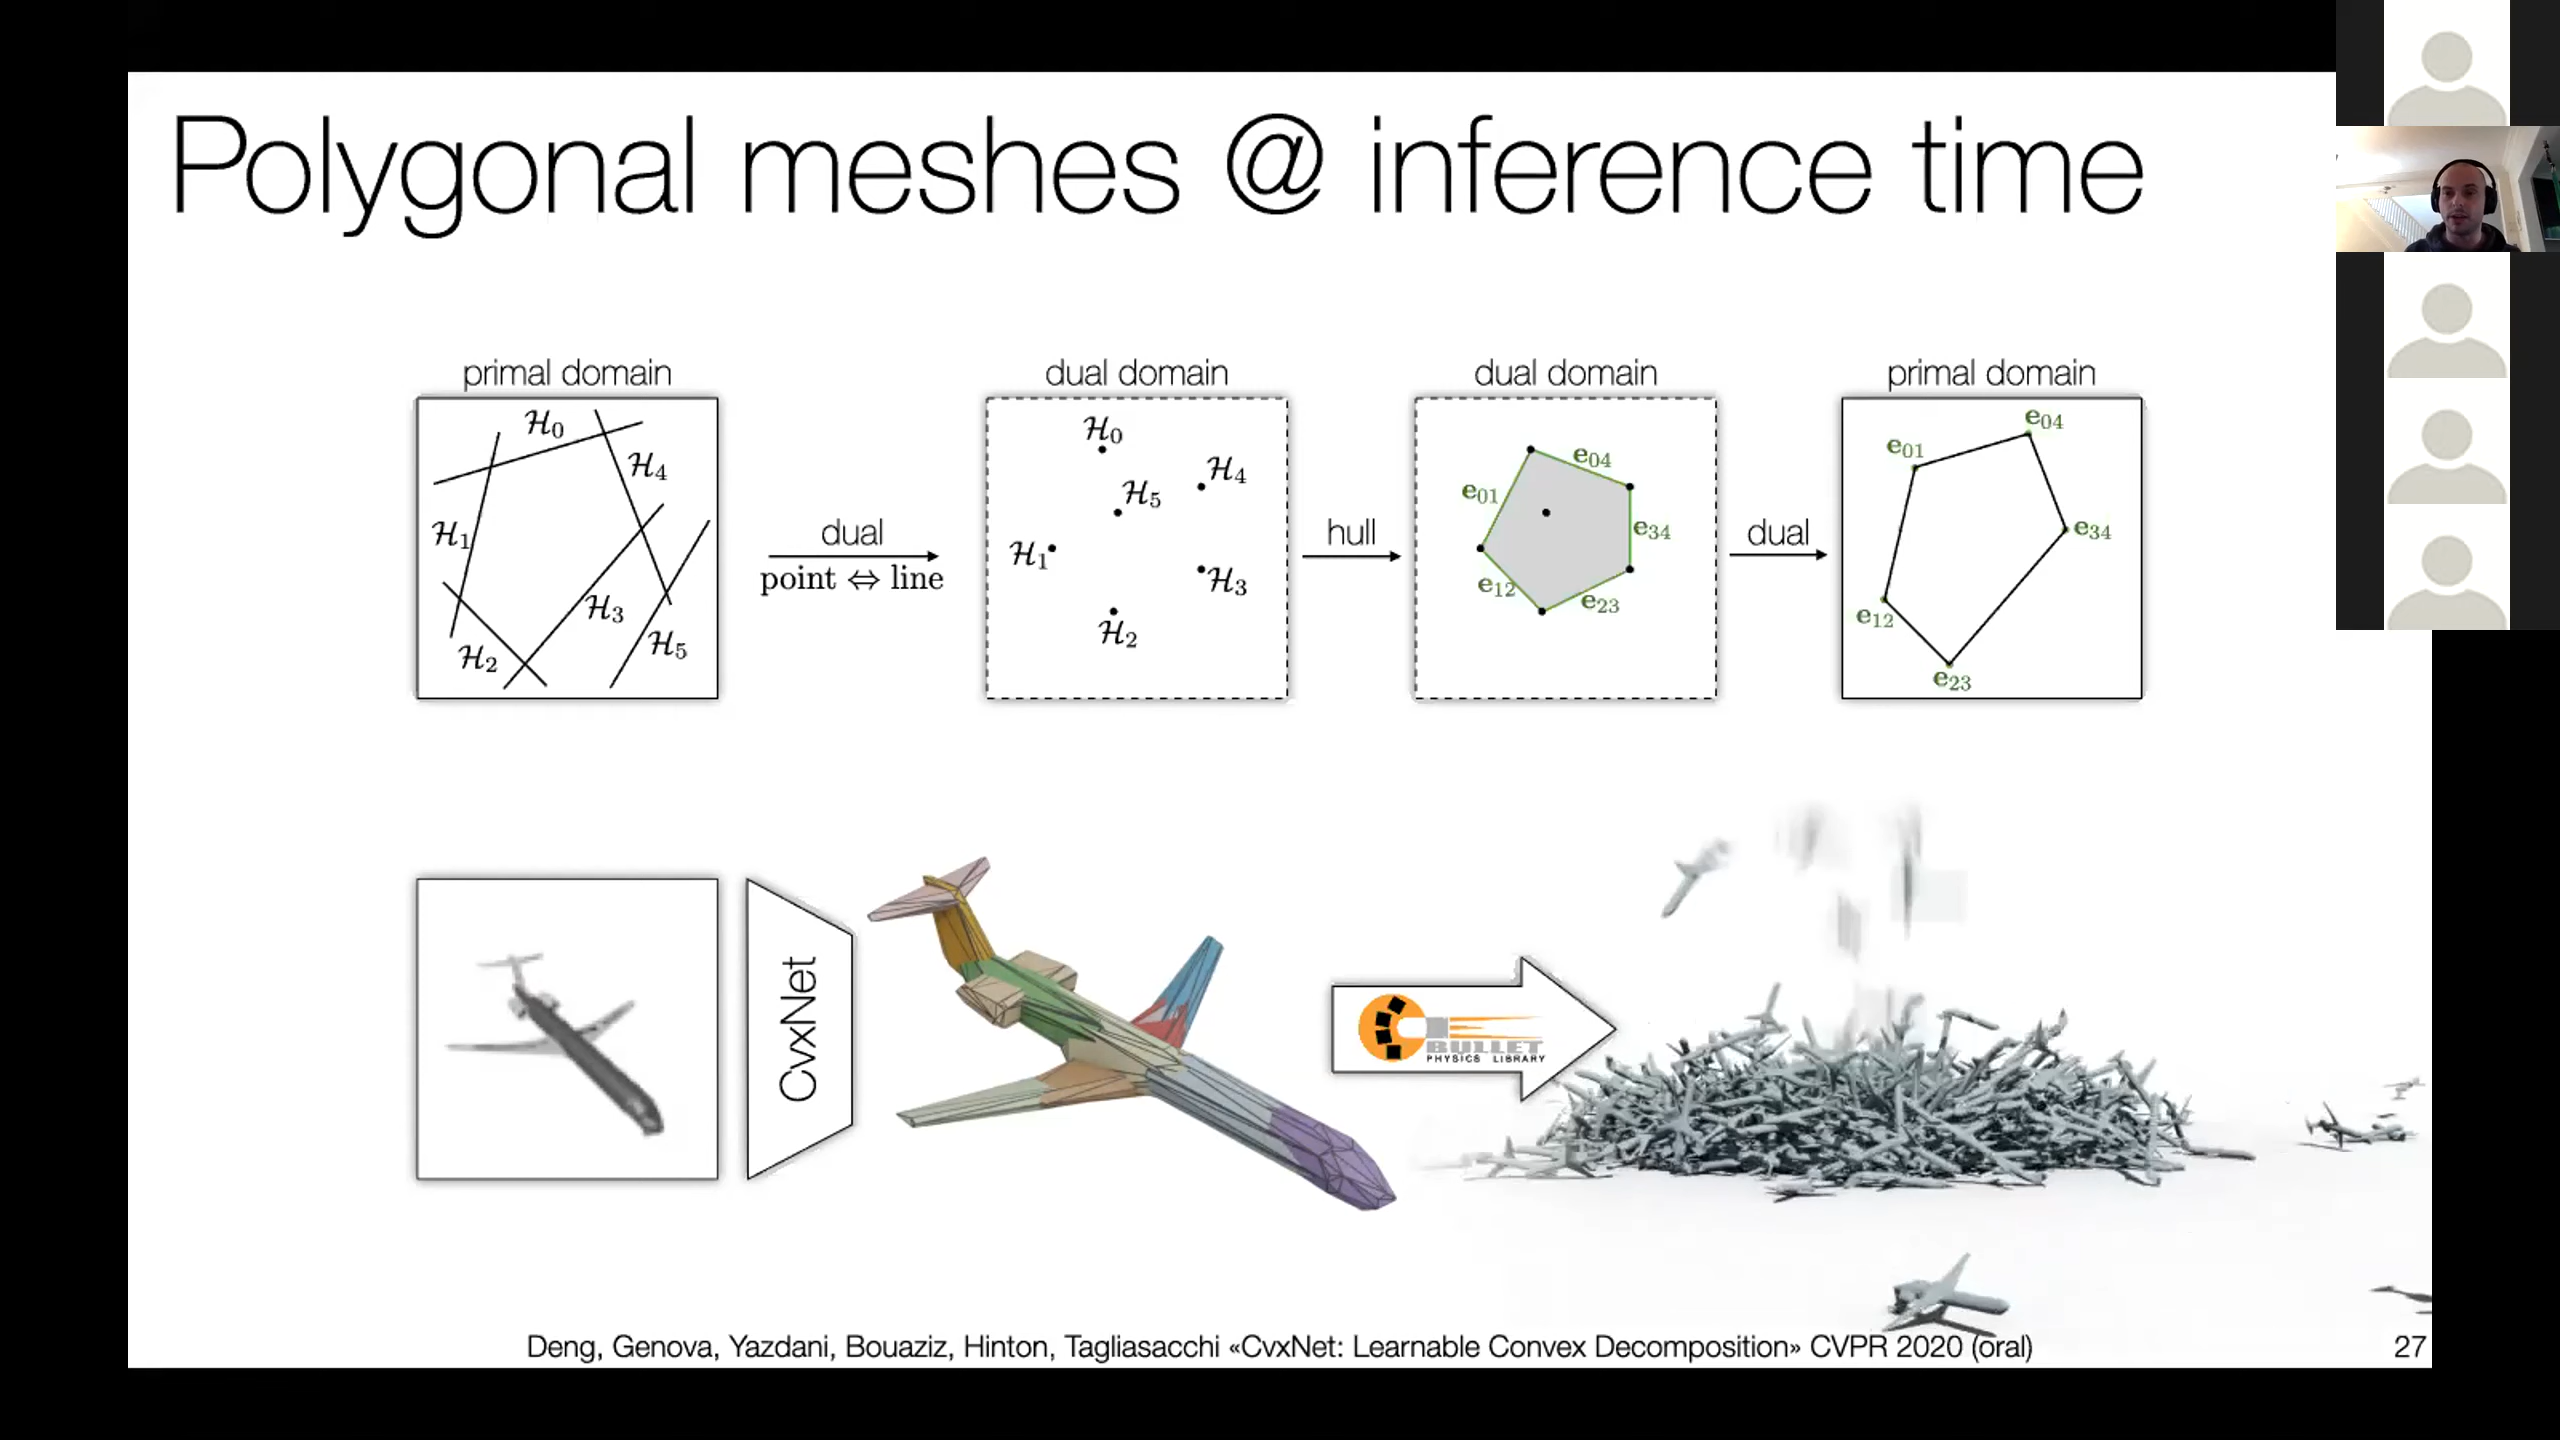 Polygonal meshes @ inference time
primal domain
dual domain
dual domain
primal domain
ℋ₀
ℋ₄
ℋ₁
ℋ₃
ℋ₂
ℋ₅
dual
point ⇔ line
ℋ₀
ℋ₄
ℋ₅
ℋ₁
ℋ₃
ℋ₂
hull
e₀₄
e₀₁
e₃₄
e₁₂
e₂₃
dual
e₀₄
e₀₁
e₃₄
e₁₂
e₂₃
CvxNet
BULLET
PHYSICS LIBRARY
Deng, Genova, Yazdani, Bouaziz, Hinton, Tagliasacchi «CvxNet: Learnable Convex Decomposition» CVPR 2020 (oral)
27